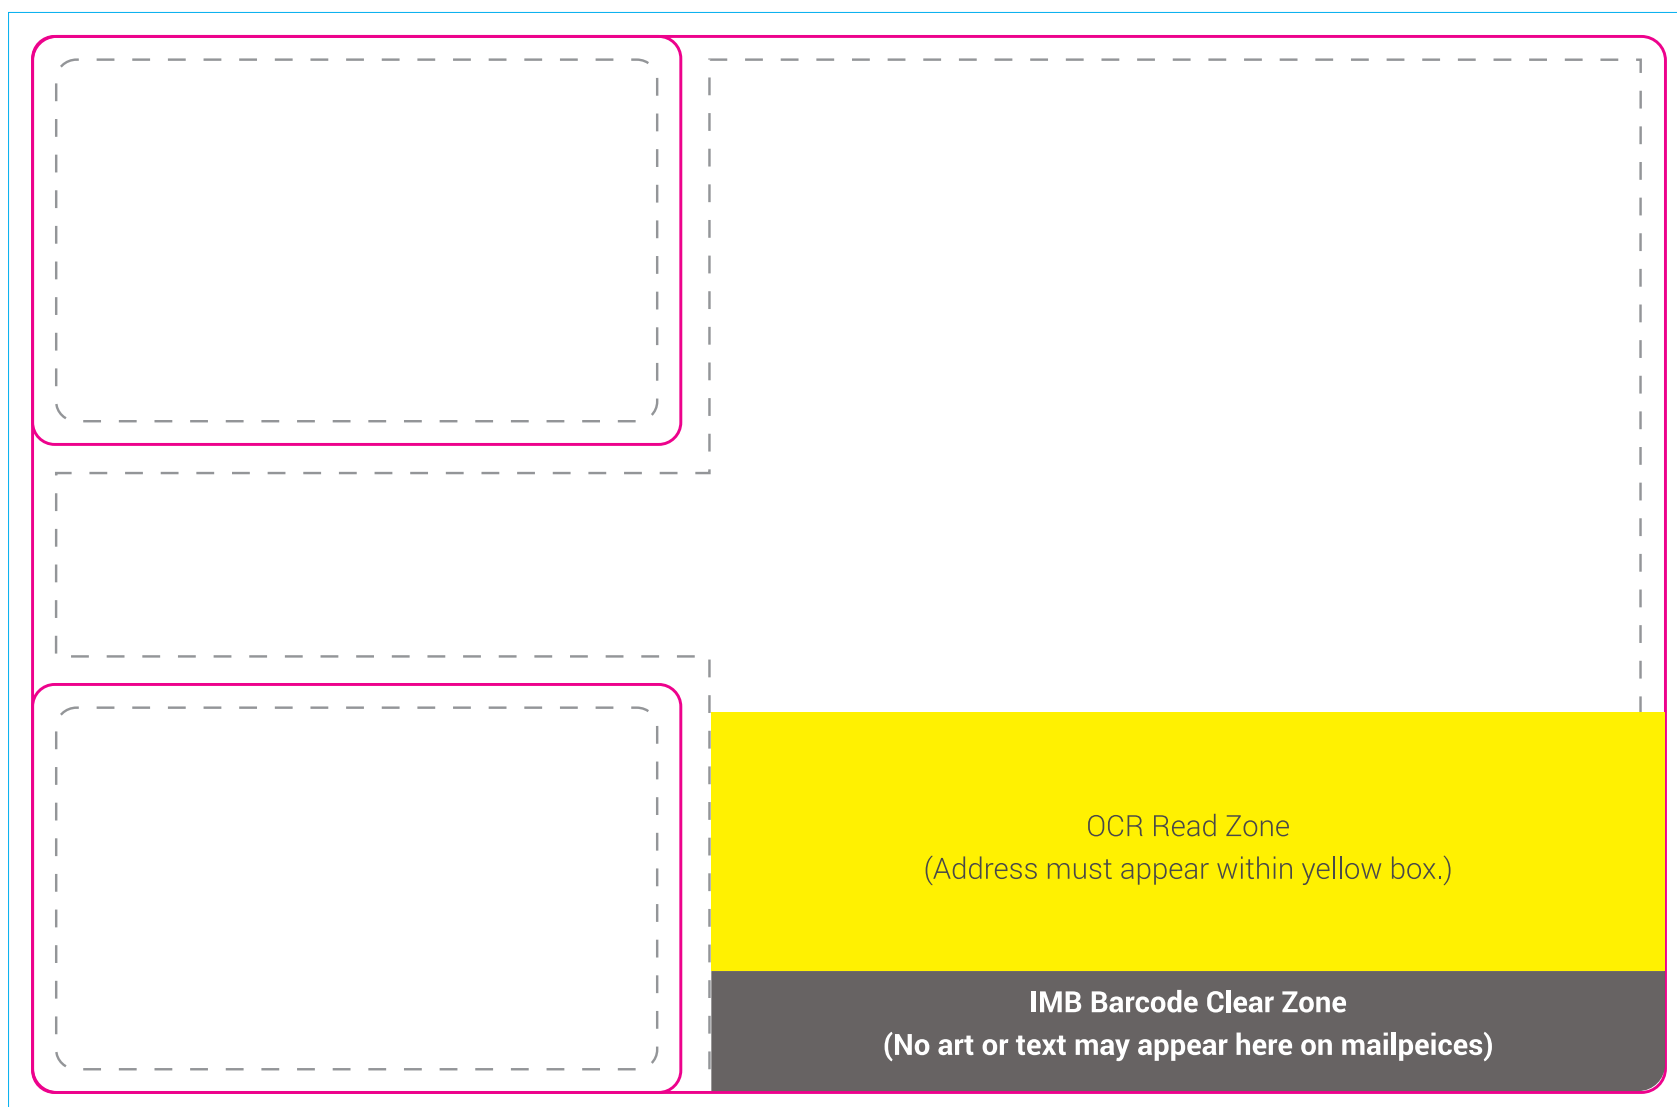 OCR Read Zone
(Address must appear within yellow box.)
IMB Barcode Clear Zone
(No art or text may appear here on mailpeices)